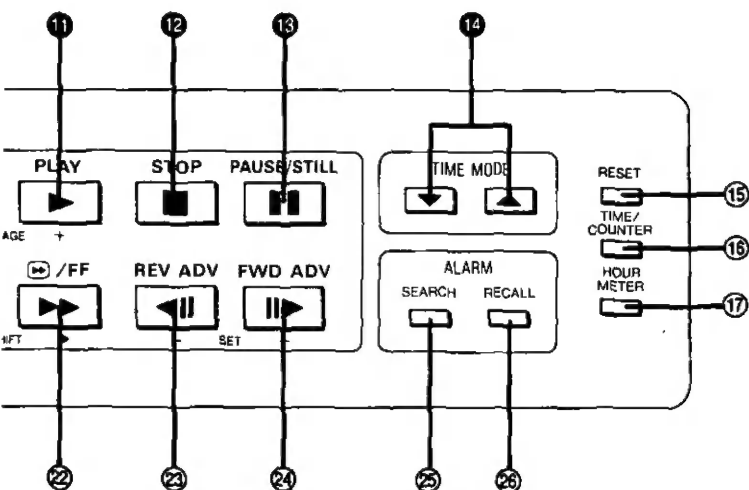 11 12 13 14
PLAY STOP PAUSE/STILL TIME MODE
RESET
15
TIME/
COUNTER
16
HOUR
METER
17
AGE +
/FF REV ADV FWD ADV
ALARM
SEARCH RECALL
SET
22 23 24 25 26